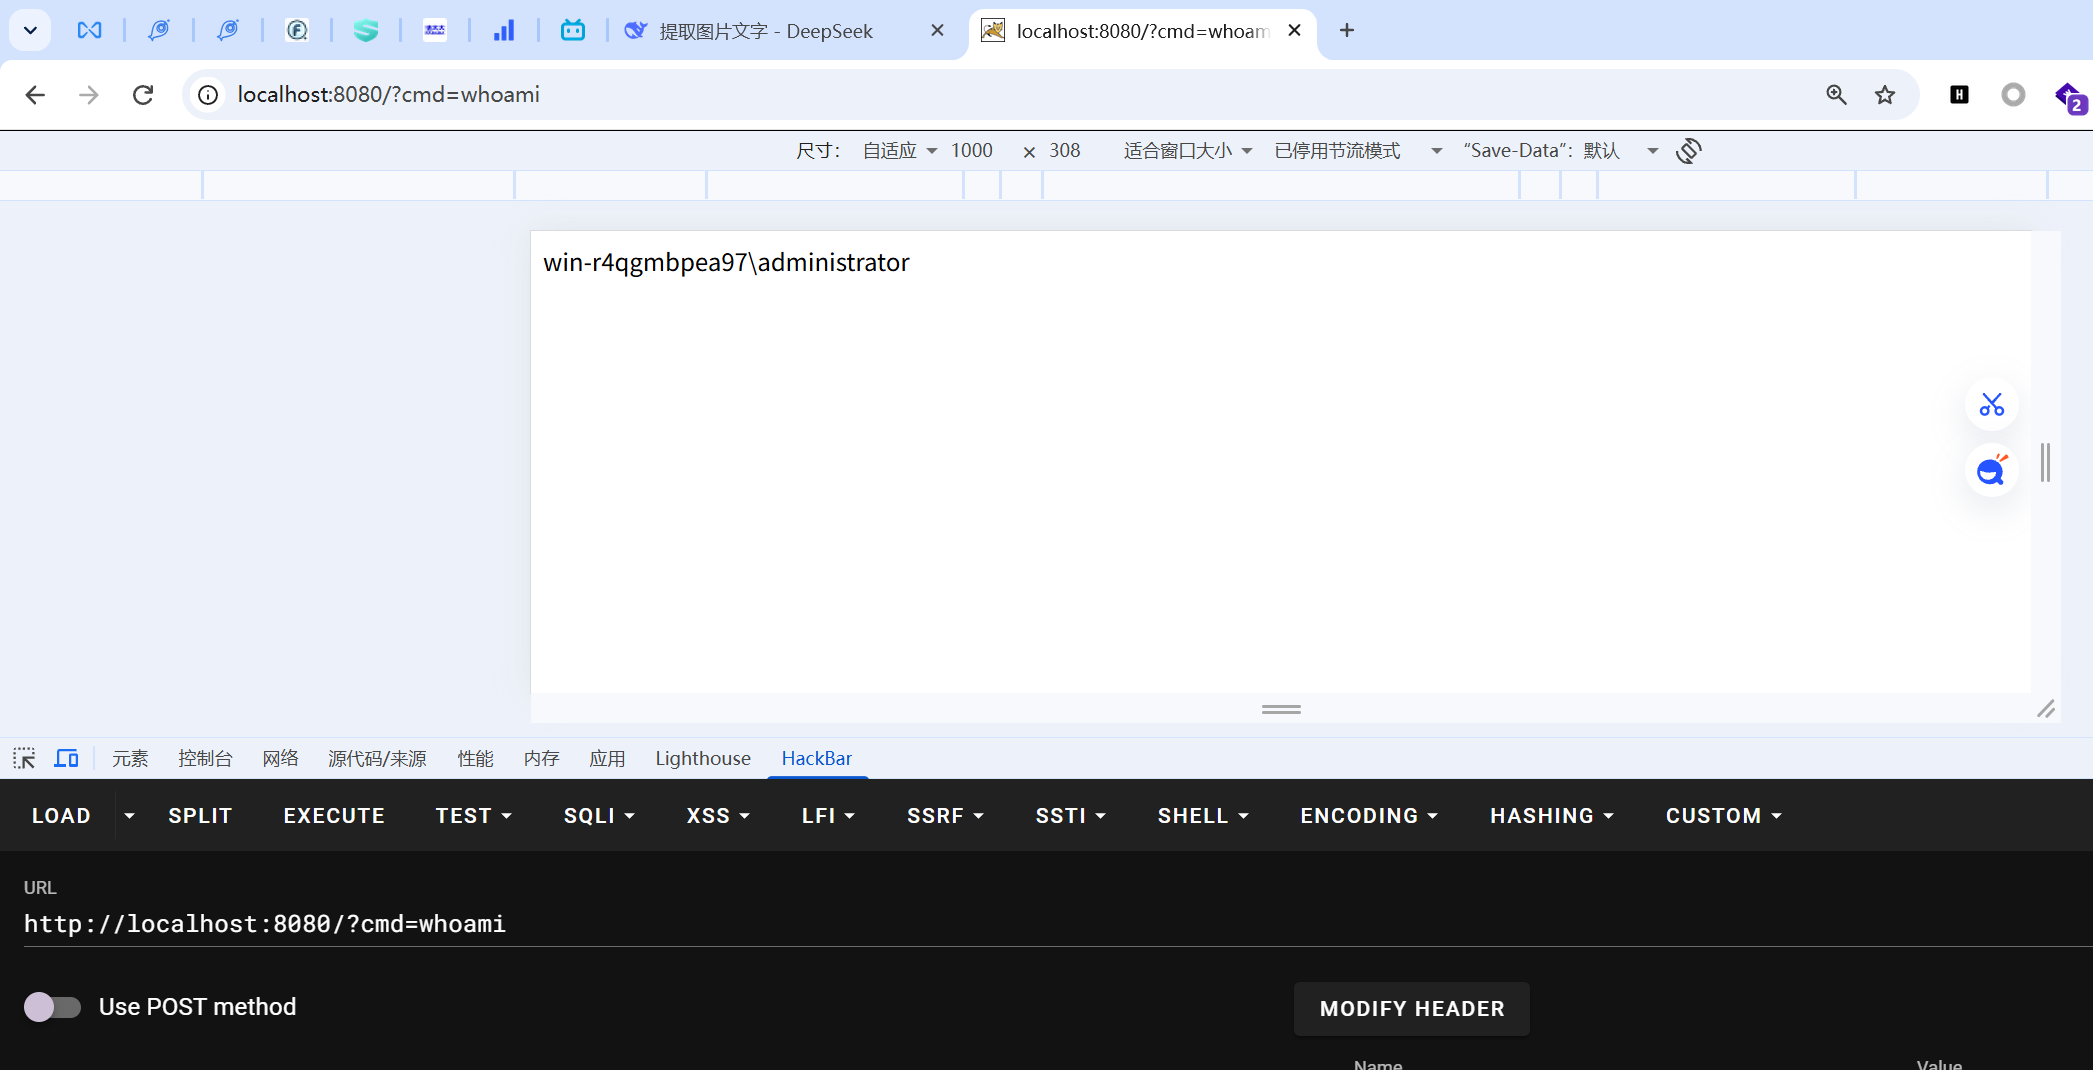 提取图片文字 - DeepSeek
localhost:8080/?cmd=whoam
localhost:8080/?cmd=whoami
2
尺寸： 自适应 1000 × 308 适合窗口大小 已停用节流模式 “Save-Data”：默认
win-r4qgmbpea97\administrator
元素 控制台 网络 源代码/来源 性能 内存 应用 Lighthouse HackBar
LOAD SPLIT EXECUTE TEST SQLI XSS LFI SSRF SSTI SHELL ENCODING HASHING CUSTOM
URL
http://localhost:8080/?cmd=whoami
Use POST method
MODIFY HEADER
Name Value